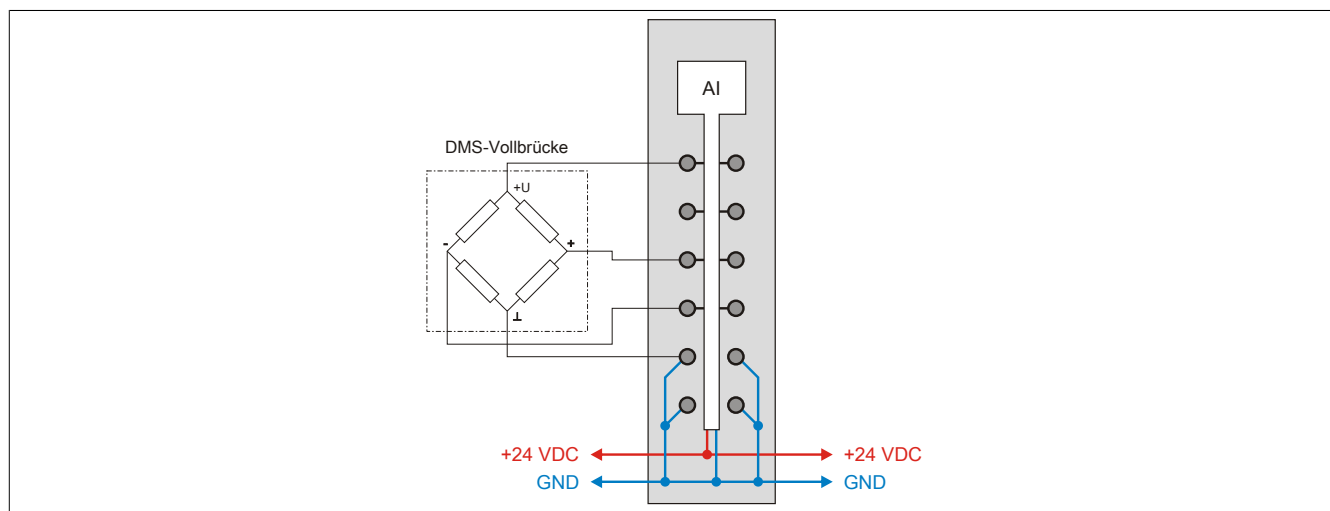 AI
DMS-Vollbrücke
+U
- +
⊥
+24 VDC +24 VDC
GND GND